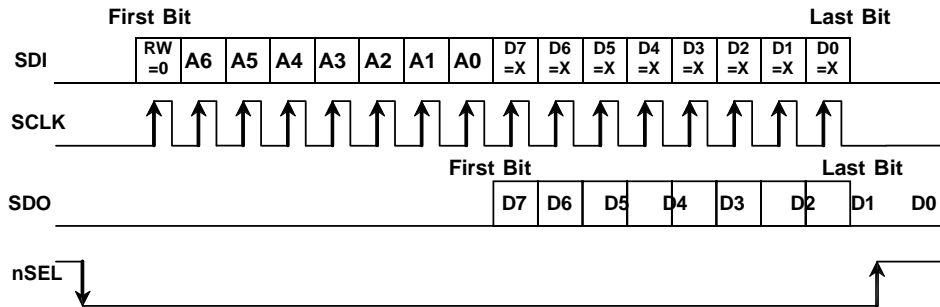 First Bit Last Bit
SDI RW =0 A6 A5 A4 A3 A2 A1 A0 D7 =X D6 =X D5 =X D4 =X D3 =X D2 =X D1 =X D0 =X
SCLK
First Bit Last Bit
SDO D7 D6 D5 D4 D3 D2 D1 D0
nSEL